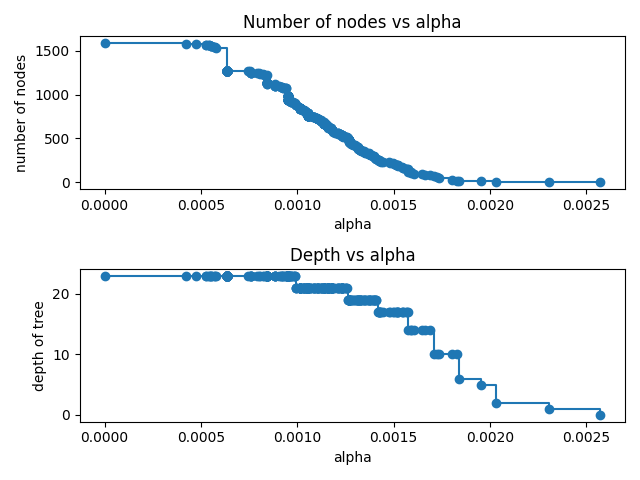 Number of nodes vs alpha
1500
1000
500
0
number of nodes
0.0000 0.0005 0.0010 0.0015 0.0020 0.0025
alpha
Depth vs alpha
20
10
0
depth of tree
0.0000 0.0005 0.0010 0.0015 0.0020 0.0025
alpha